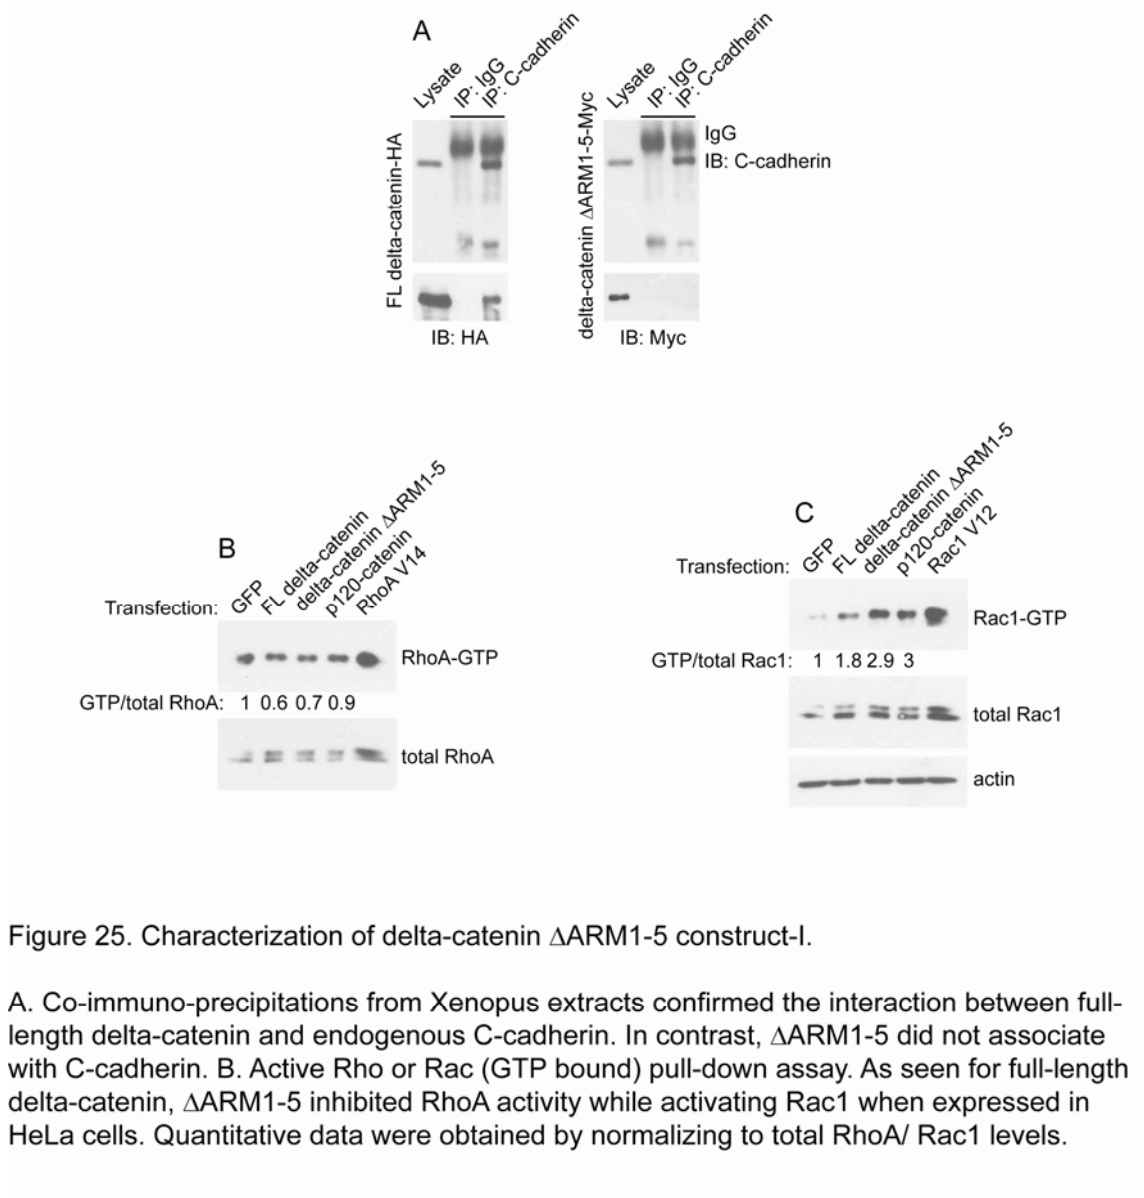 A
Lysate
IP: IgG
IP: C-cadherin
Lysate
IP: IgG
IP: C-cadherin
FL delta-catenin-HA
delta-catenin ΔARM1-5-Myc
IgG
IB: C-cadherin
IB: HA
IB: Myc
B
Transfection:
GFP
FL delta-catenin
delta-catenin ΔARM1-5
p120-catenin
RhoA V14
RhoA-GTP
GTP/total RhoA: 1 0.6 0.7 0.9
total RhoA
C
Transfection:
GFP
FL delta-catenin
delta-catenin ΔARM1-5
p120-catenin
Rac1 V12
Rac1-GTP
GTP/total Rac1: 1 1.8 2.9 3
total Rac1
actin
Figure 25. Characterization of delta-catenin ΔARM1-5 construct-I.
A. Co-immuno-precipitations from Xenopus extracts confirmed the interaction between full-
length delta-catenin and endogenous C-cadherin. In contrast, ΔARM1-5 did not associate
with C-cadherin. B. Active Rho or Rac (GTP bound) pull-down assay. As seen for full-length
delta-catenin, ΔARM1-5 inhibited RhoA activity while activating Rac1 when expressed in
HeLa cells. Quantitative data were obtained by normalizing to total RhoA/ Rac1 levels.